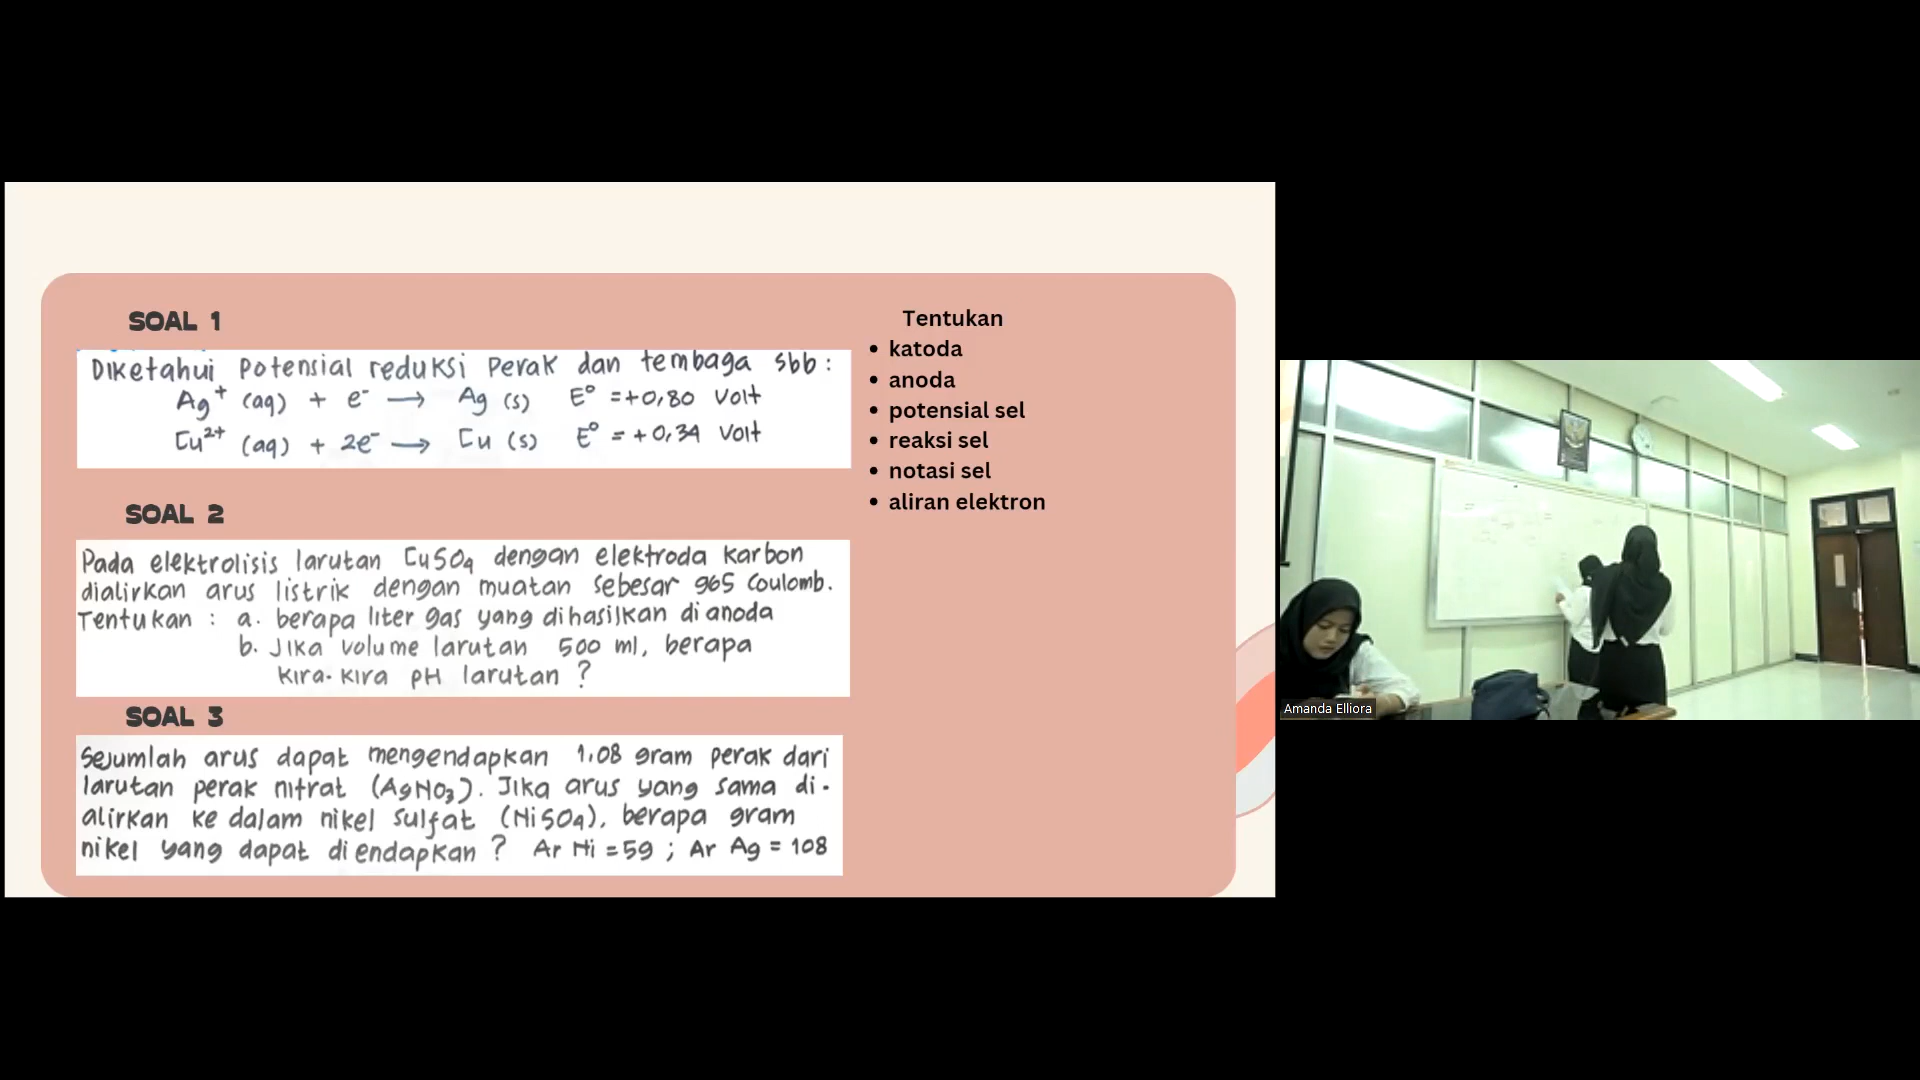 SOAL 1
Diketahui potensial reduksi perak dan tembaga sbb :
Ag⁺ (aq) + e⁻ → Ag (s) E° = +0,80 volt
Cu²⁺ (aq) + 2e⁻ → Cu (s) E° = +0,34 volt
SOAL 2
Pada elektrolisis larutan CuSO₄ dengan elektroda karbon
dialirkan arus listrik dengan muatan sebesar 965 Coulomb.
Tentukan : a. berapa liter gas yang dihasilkan di anoda
b. Jika volume larutan 500 ml, berapa
kira-kira pH larutan ?
SOAL 3
Sejumlah arus dapat mengendapkan 1,08 gram perak dari
larutan perak nitrat (AgNO₃). Jika arus yang sama di-
alirkan ke dalam nikel sulfat (NiSO₄), berapa gram
nikel yang dapat diendapkan ? Ar Ni = 59 ; Ar Ag = 108
Tentukan
• katoda
• anoda
• potensial sel
• reaksi sel
• notasi sel
• aliran elektron
Amanda Elliora